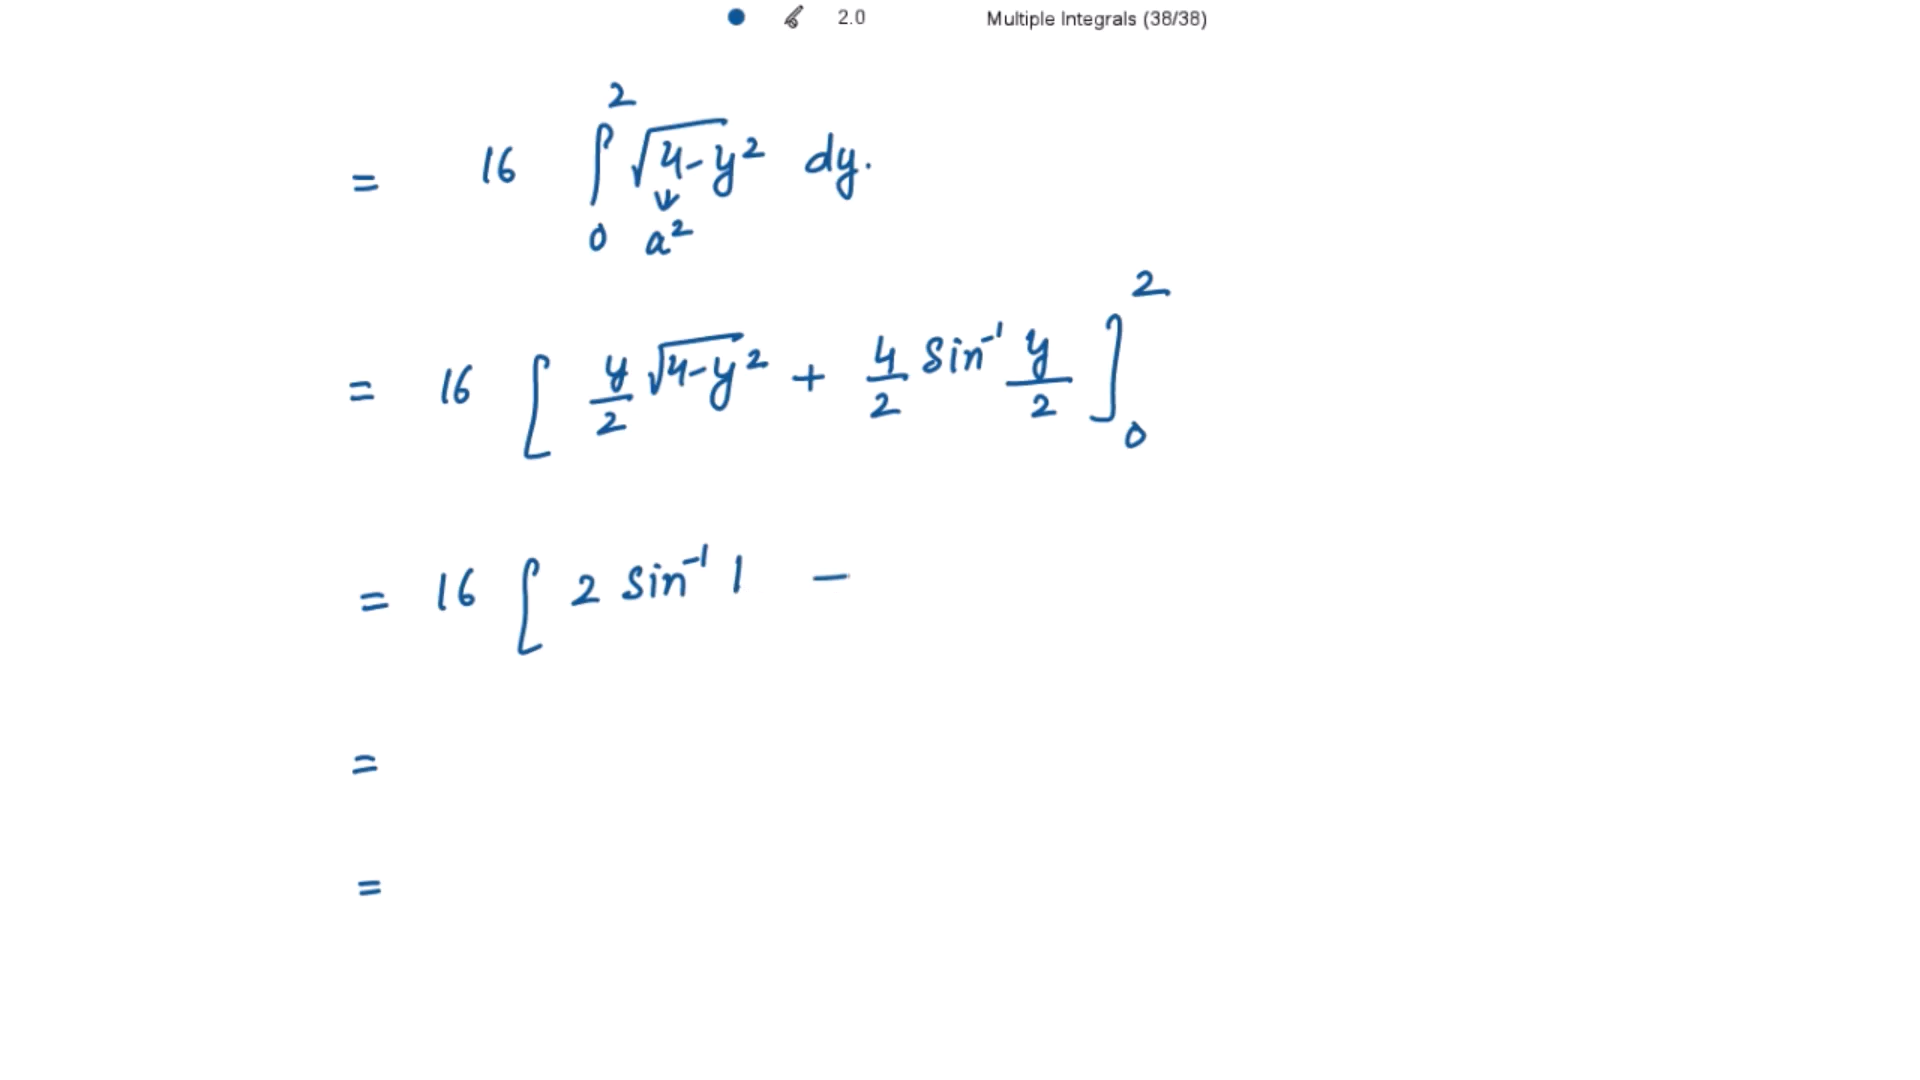 2.0 Multiple Integrals (38/38)
= 16 ∫₀² √4-y² dy.
↓
a²
= 16 [ y/2 √4-y² + 4/2 sin⁻¹ y/2 ]₀²
= 16 [ 2 sin⁻¹ 1 –
=
=